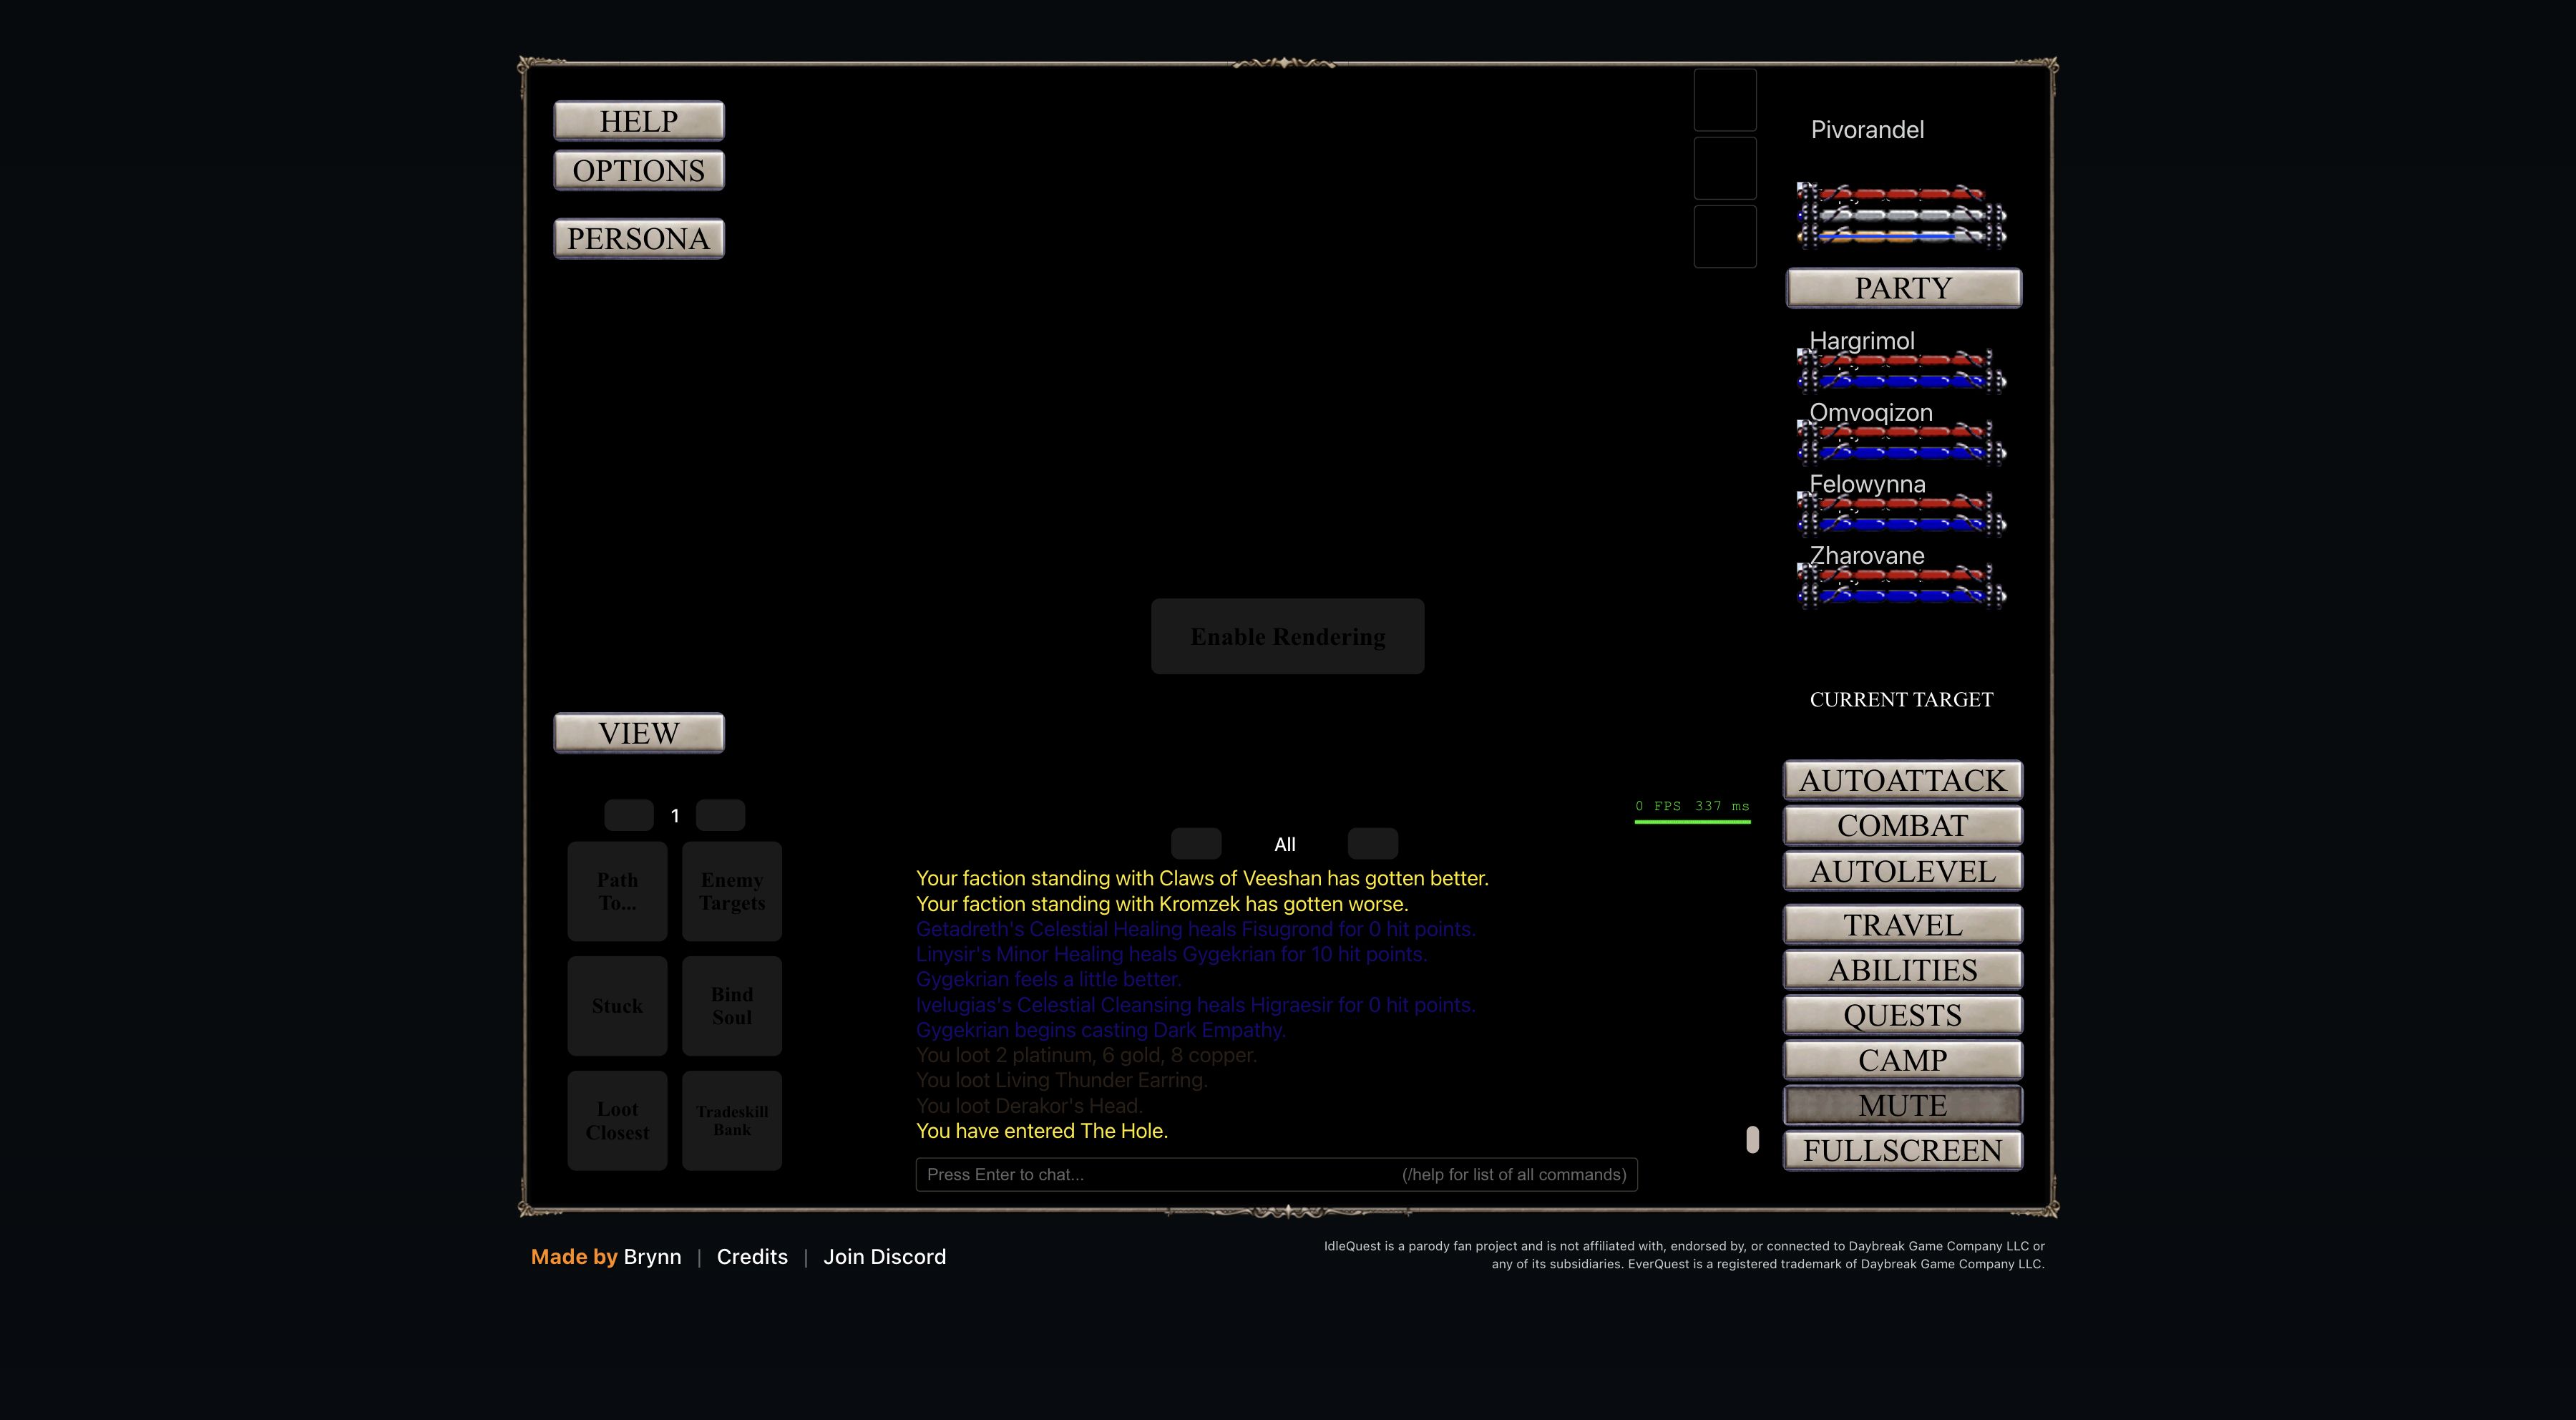 HELP
OPTIONS
PERSONA
VIEW
1
Path
To...
Enemy
Targets
Stuck
Bind
Soul
Loot
Closest
Tradeskill
Bank
Enable Rendering
0 FPS 337 ms
All
Your faction standing with Claws of Veeshan has gotten better.
Your faction standing with Kromzek has gotten worse.
Getadreth's Celestial Healing heals Fisugrond for 0 hit points.
Linysir's Minor Healing heals Gygekrian for 10 hit points.
Gygekrian feels a little better.
Ivelugias's Celestial Cleansing heals Higraesir for 0 hit points.
Gygekrian begins casting Dark Empathy.
You loot 2 platinum, 6 gold, 8 copper.
You loot Living Thunder Earring.
You loot Derakor's Head.
You have entered The Hole.
Press Enter to chat... (/help for list of all commands)
Pivorandel
PARTY
Hargrimol
Omvoqizon
Felowynna
Zharovane
CURRENT TARGET
AUTOATTACK
COMBAT
AUTOLEVEL
TRAVEL
ABILITIES
QUESTS
CAMP
MUTE
FULLSCREEN
Made by Brynn | Credits | Join Discord
IdleQuest is a parody fan project and is not affiliated with, endorsed by, or connected to Daybreak Game Company LLC or
any of its subsidiaries. EverQuest is a registered trademark of Daybreak Game Company LLC.